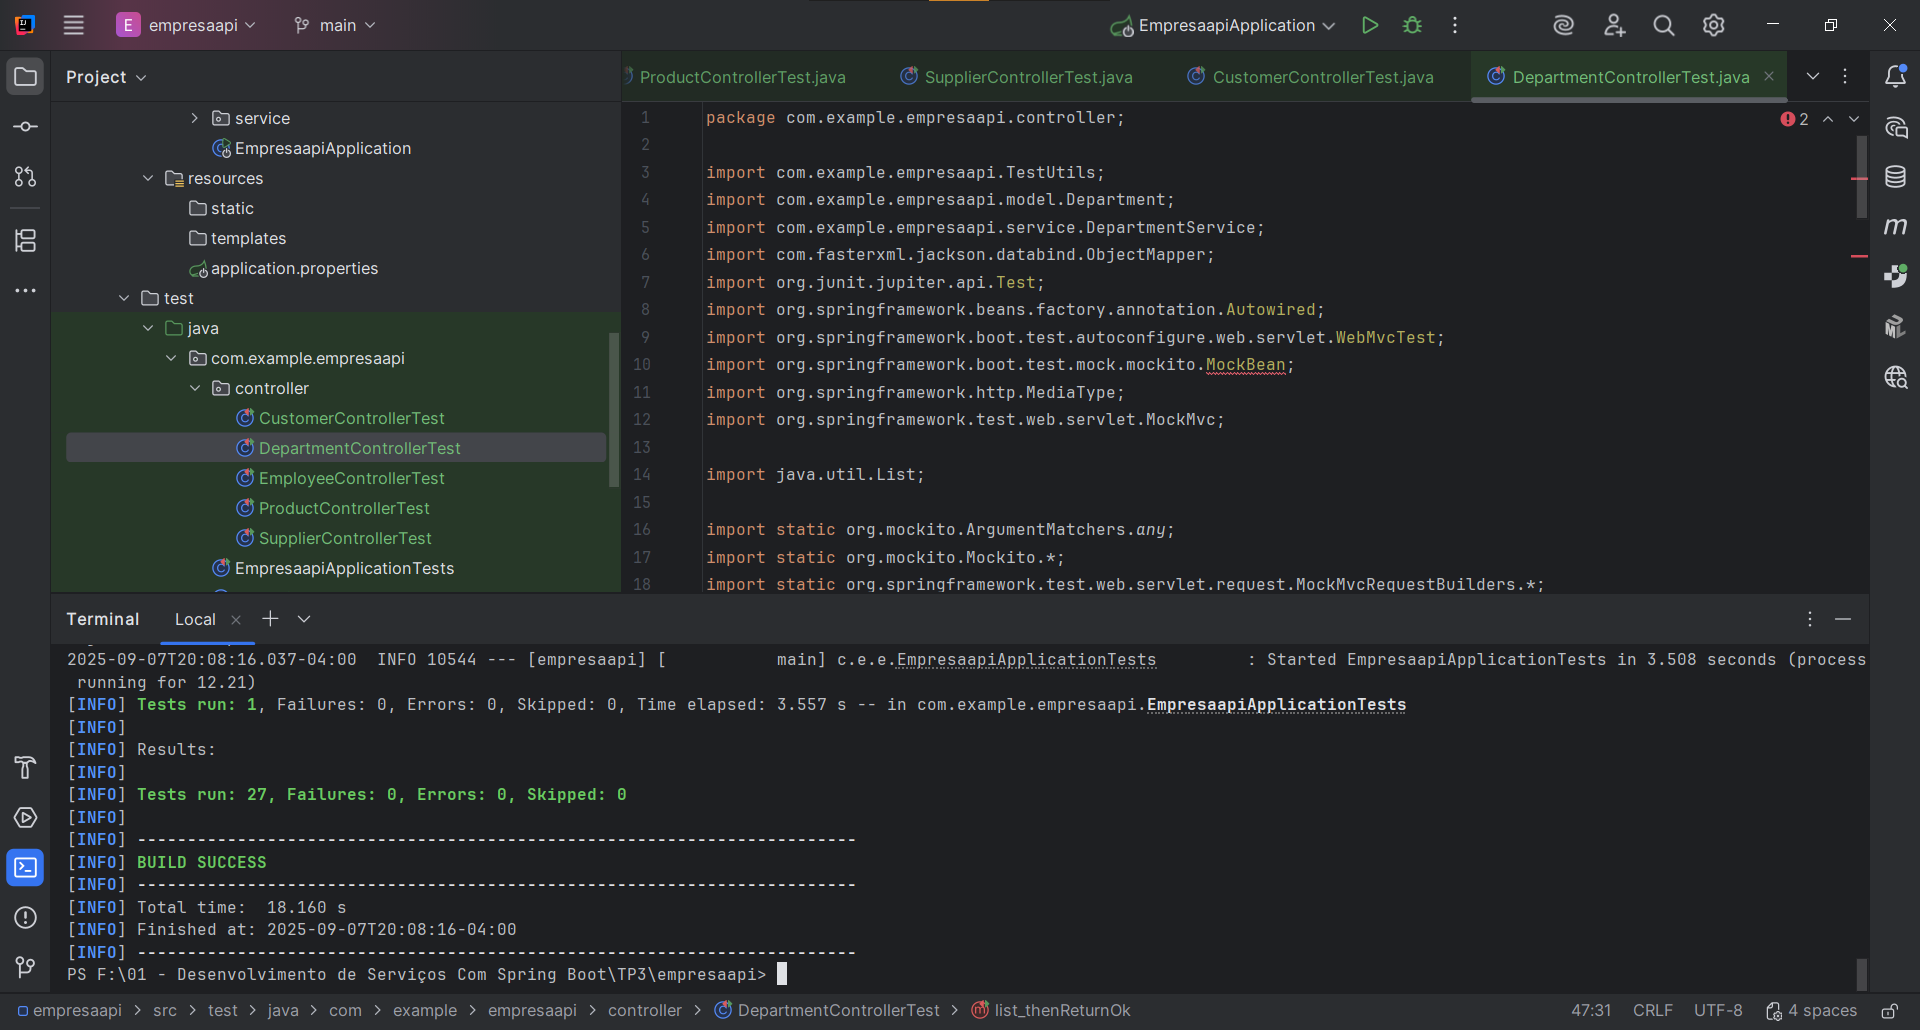 E empresaapi main EmpresaapiApplication
Project
service
EmpresaapiApplication
resources
static
templates
application.properties
test
java
com.example.empresaapi
controller
CustomerControllerTest
DepartmentControllerTest
EmployeeControllerTest
ProductControllerTest
SupplierControllerTest
EmpresaapiApplicationTests
ProductControllerTest.java SupplierControllerTest.java CustomerControllerTest.java DepartmentControllerTest.java
2
1 package com.example.empresaapi.controller;
2
3 import com.example.empresaapi.TestUtils;
4 import com.example.empresaapi.model.Department;
5 import com.example.empresaapi.service.DepartmentService;
6 import com.fasterxml.jackson.databind.ObjectMapper;
7 import org.junit.jupiter.api.Test;
8 import org.springframework.beans.factory.annotation.Autowired;
9 import org.springframework.boot.test.autoconfigure.web.servlet.WebMvcTest;
10 import org.springframework.boot.test.mock.mockito.MockBean;
11 import org.springframework.http.MediaType;
12 import org.springframework.test.web.servlet.MockMvc;
13
14 import java.util.List;
15
16 import static org.mockito.ArgumentMatchers.any;
17 import static org.mockito.Mockito.*;
18 import static org.springframework.test.web.servlet.request.MockMvcRequestBuilders.*;
Terminal Local
2025-09-07T20:08:16.037-04:00  INFO 10544 --- [empresaapi] [           main] c.e.e.EmpresaapiApplicationTests         : Started EmpresaapiApplicationTests in 3.508 seconds (process
running for 12.21)
[INFO] Tests run: 1, Failures: 0, Errors: 0, Skipped: 0, Time elapsed: 3.557 s -- in com.example.empresaapi.EmpresaapiApplicationTests
[INFO]
[INFO] Results:
[INFO]
[INFO] Tests run: 27, Failures: 0, Errors: 0, Skipped: 0
[INFO]
[INFO] ------------------------------------------------------------------------
[INFO] BUILD SUCCESS
[INFO] ------------------------------------------------------------------------
[INFO] Total time:  18.160 s
[INFO] Finished at: 2025-09-07T20:08:16-04:00
[INFO] ------------------------------------------------------------------------
PS F:\01 - Desenvolvimento de Serviços Com Spring Boot\TP3\empresaapi>
empresaapi > src > test > java > com > example > empresaapi > controller > DepartmentControllerTest > list_thenReturnOk 47:31 CRLF UTF-8 4 spaces